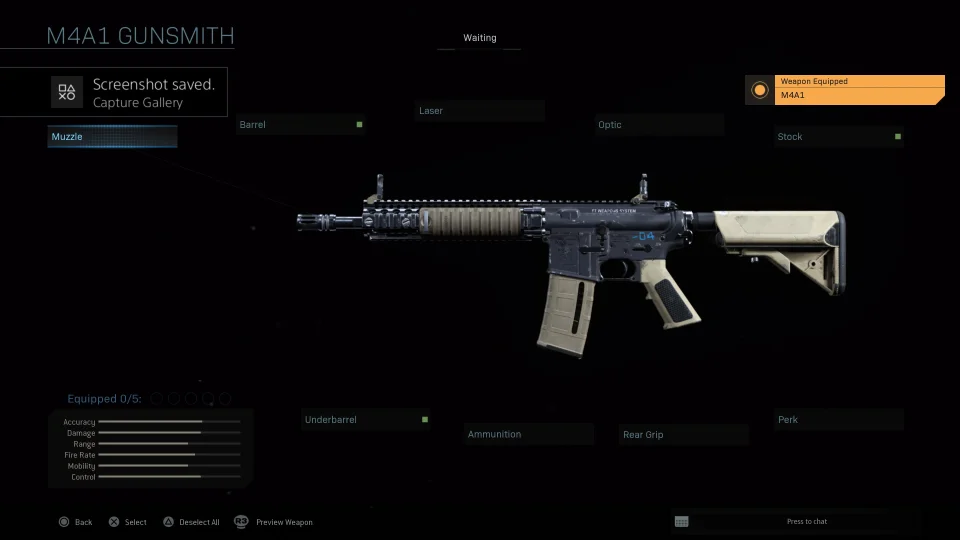 M4A1 GUNSMITH
Waiting
Screenshot saved.
Capture Gallery
Weapon Equipped
M4A1
Muzzle
Barrel
Laser
Optic
Stock
-04
Equipped 0/5:
Accuracy
Damage
Range
Fire Rate
Mobility
Control
Underbarrel
Ammunition
Rear Grip
Perk
Back
Select
Deselect All
R3
Preview Weapon
Press to chat